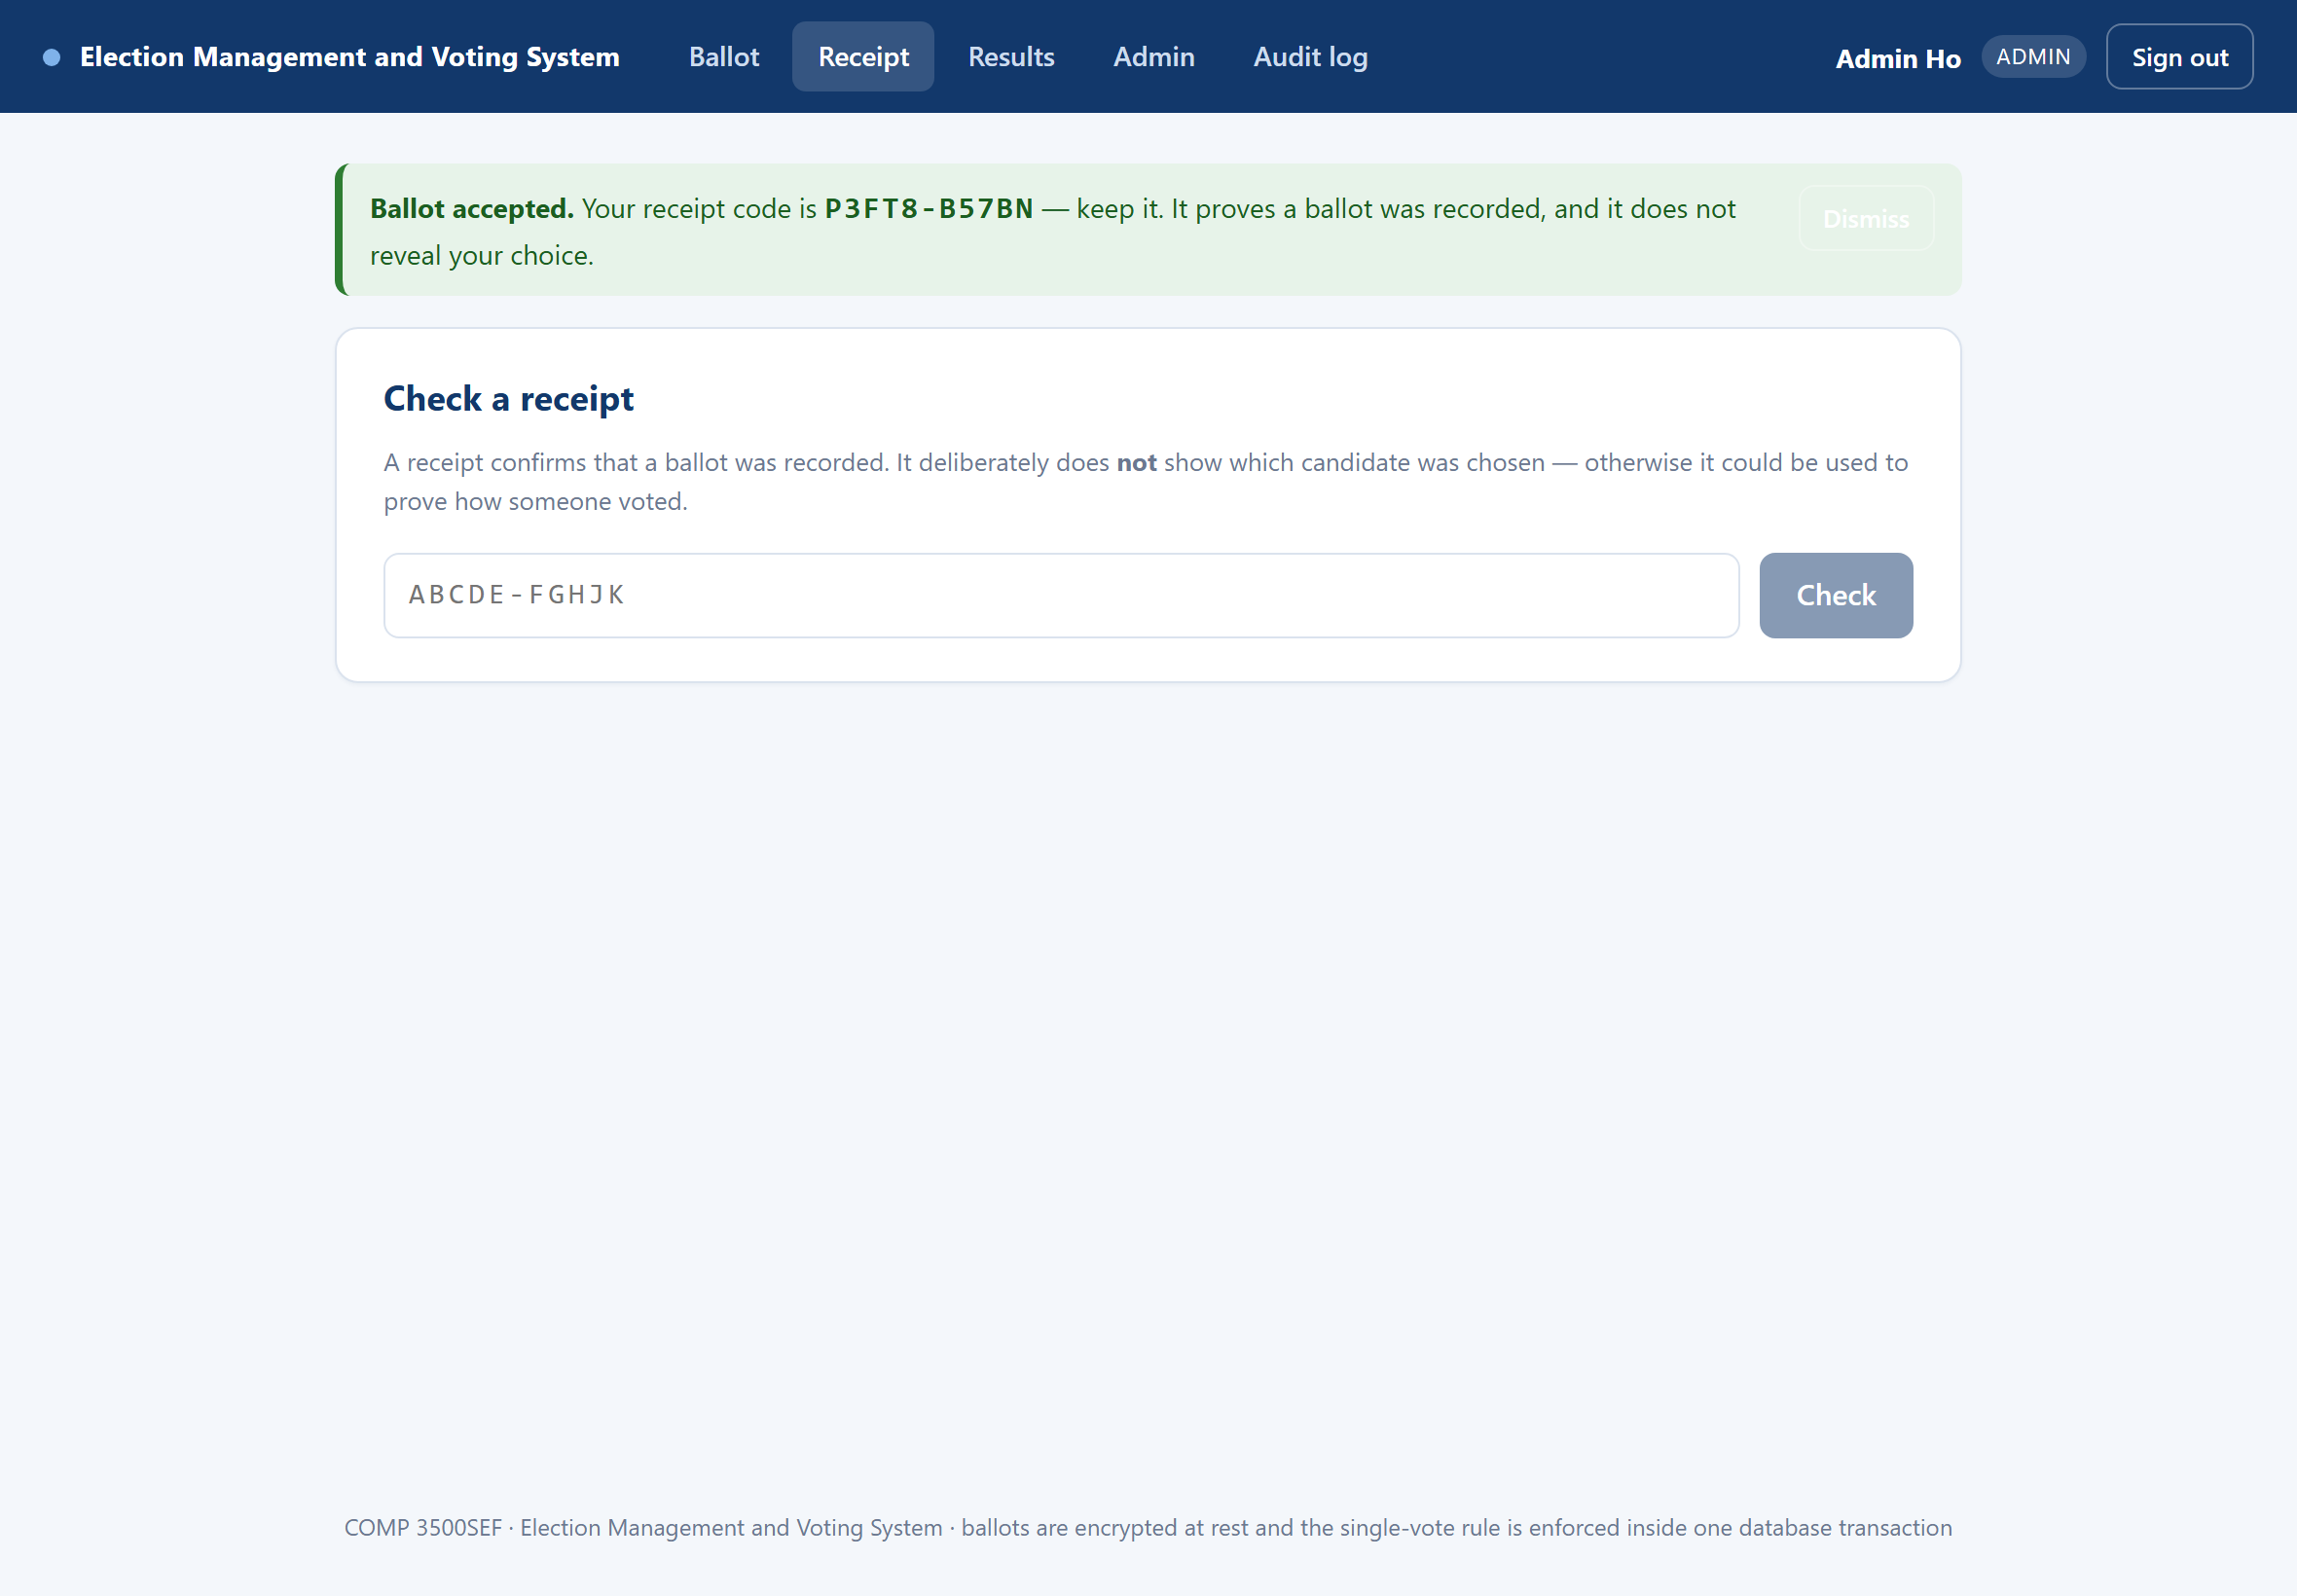 Election Management and Voting System Ballot Receipt Results Admin Audit log Admin Ho ADMIN Sign out
Ballot accepted. Your receipt code is P3FT8-B57BN — keep it. It proves a ballot was recorded, and it does not
reveal your choice.
Dismiss
Check a receipt
A receipt confirms that a ballot was recorded. It deliberately does not show which candidate was chosen — otherwise it could be used to
prove how someone voted.
ABCDE-FGHJK Check
COMP 3500SEF · Election Management and Voting System · ballots are encrypted at rest and the single-vote rule is enforced inside one database transaction